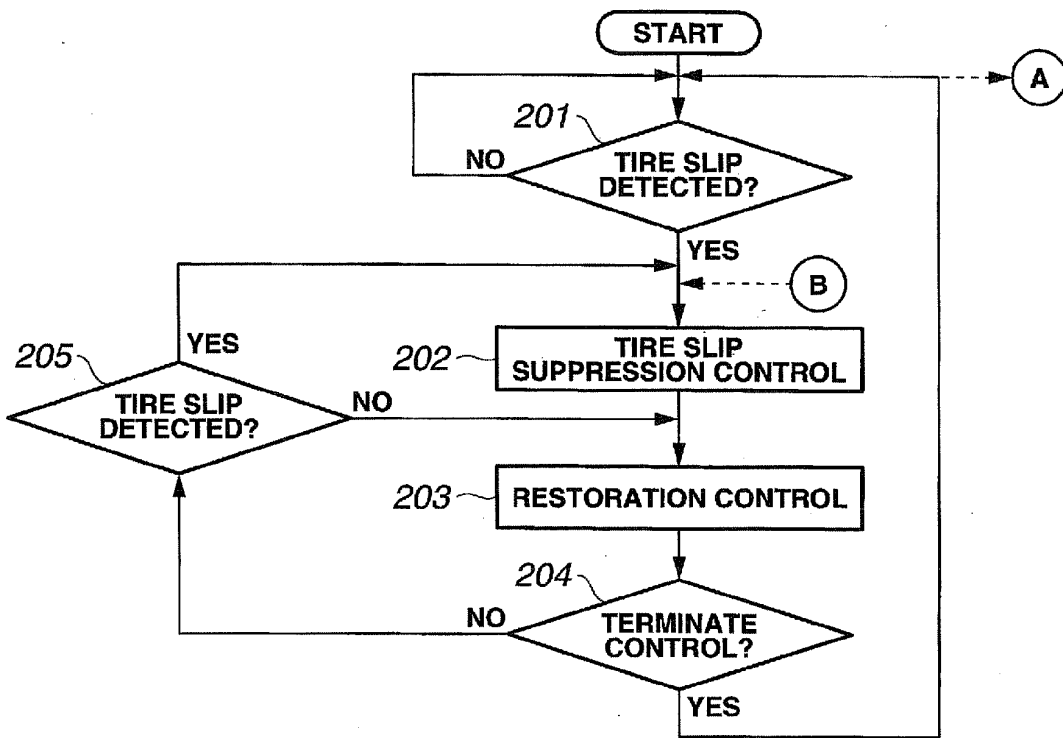 START
A
201
TIRE SLIP
DETECTED?
NO
YES
B
205
YES
202
TIRE SLIP
SUPPRESSION CONTROL
TIRE SLIP
DETECTED?
NO
203
RESTORATION CONTROL
204
NO
TERMINATE
CONTROL?
YES